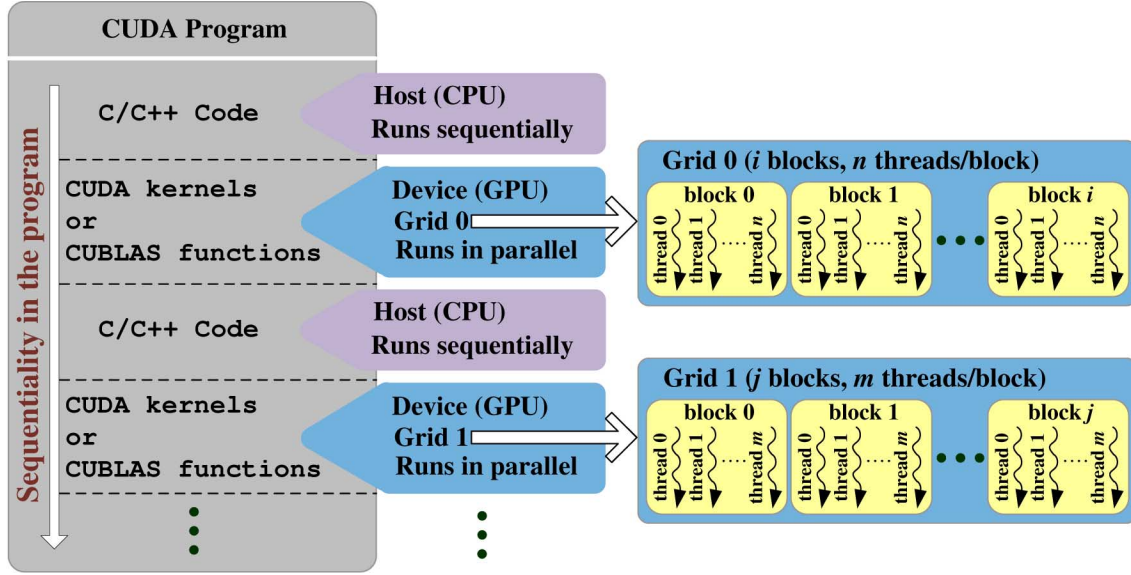 CUDA Program
Sequentiality in the program
C/C++ Code
Host (CPU)
Runs sequentially
CUDA kernels
or
CUBLAS functions
Device (GPU)
Grid 0
Runs in parallel
Grid 0 (i blocks, n threads/block)
block 0
thread 0
thread 1
.....
thread n
block 1
thread 0
thread 1
.....
thread n
block i
thread 0
thread 1
.....
thread n
C/C++ Code
Host (CPU)
Runs sequentially
CUDA kernels
or
CUBLAS functions
Device (GPU)
Grid 1
Runs in parallel
Grid 1 (j blocks, m threads/block)
block 0
thread 0
thread 1
.....
thread m
block 1
thread 0
thread 1
.....
thread m
block j
thread 0
thread 1
.....
thread m